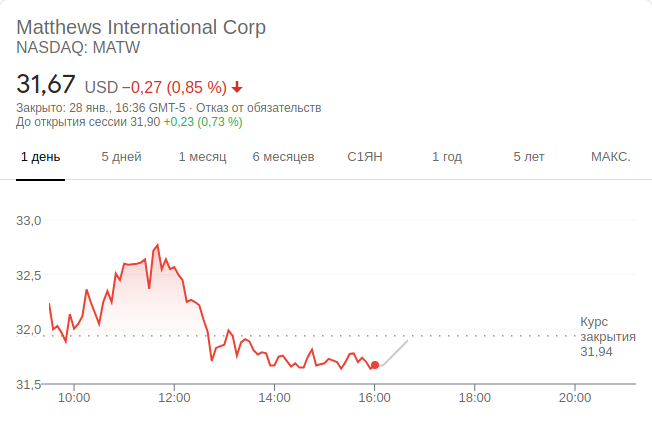 Matthews International Corp
NASDAQ: MATW
31,67 USD −0,27 (0,85 %)
Закрыто: 28 янв., 16:36 GMT-5 · Отказ от обязательств
До открытия сессии 31,90 +0,23 (0,73 %)
1 день 5 дней 1 месяц 6 месяцев С1ЯН 1 год 5 лет МАКС.
33,0
32,5
32,0
31,5
Курс
закрытия
31,94
10:00 12:00 14:00 16:00 18:00 20:00